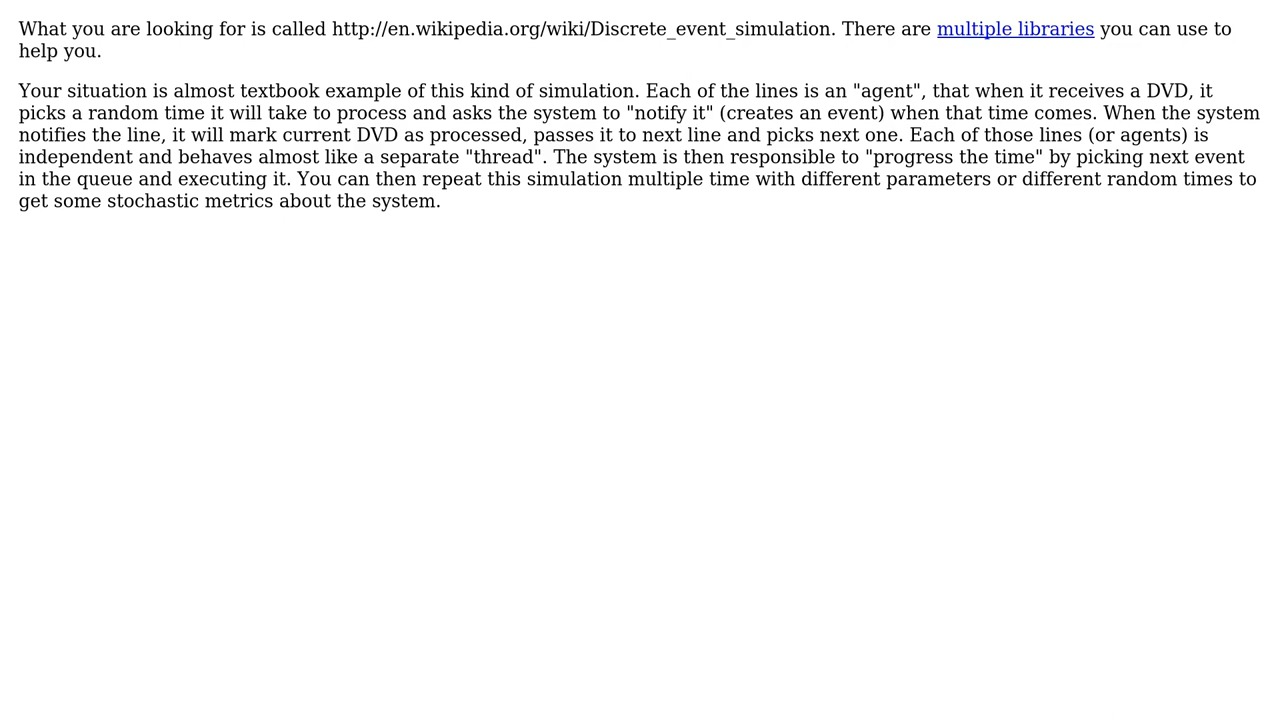 What you are looking for is called http://en.wikipedia.org/wiki/Discrete_event_simulation. There are multiple libraries you can use to
help you.
Your situation is almost textbook example of this kind of simulation. Each of the lines is an "agent", that when it receives a DVD, it
picks a random time it will take to process and asks the system to "notify it" (creates an event) when that time comes. When the system
notifies the line, it will mark current DVD as processed, passes it to next line and picks next one. Each of those lines (or agents) is
independent and behaves almost like a separate "thread". The system is then responsible to "progress the time" by picking next event
in the queue and executing it. You can then repeat this simulation multiple time with different parameters or different random times to
get some stochastic metrics about the system.